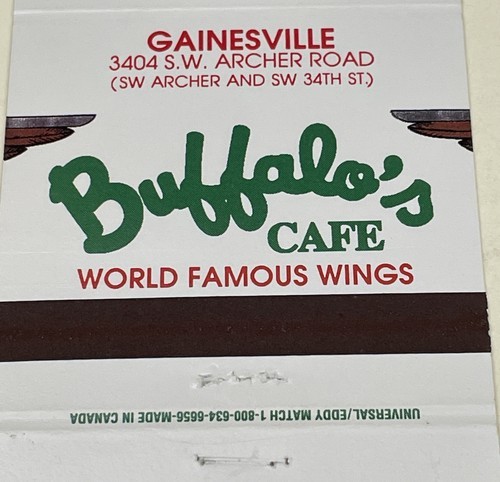 GAINESVILLE
3404 S.W. ARCHER ROAD
(SW ARCHER AND SW 34TH ST.)
Buffalo's
CAFE
WORLD FAMOUS WINGS
UNIVERSAL/EDDY MATCH 1-800-634-6656-MADE IN CANADA